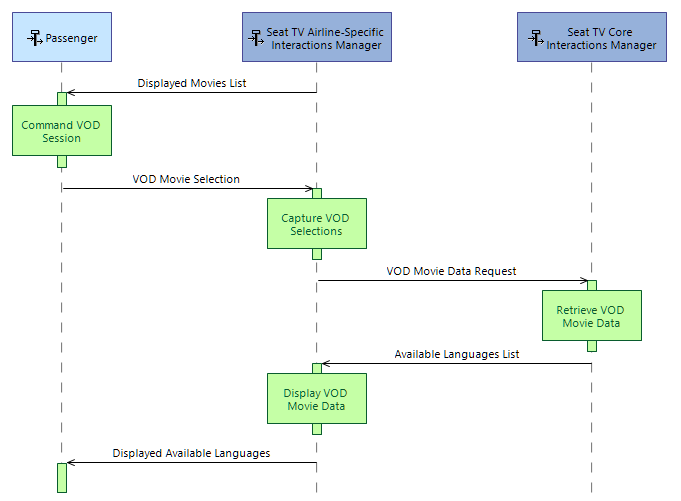 Passenger
Seat TV Airline-Specific
Interactions Manager
Seat TV Core
Interactions Manager
Displayed Movies List
Command VOD
Session
VOD Movie Selection
Capture VOD
Selections
VOD Movie Data Request
Retrieve VOD
Movie Data
Available Languages List
Display VOD
Movie Data
Displayed Available Languages